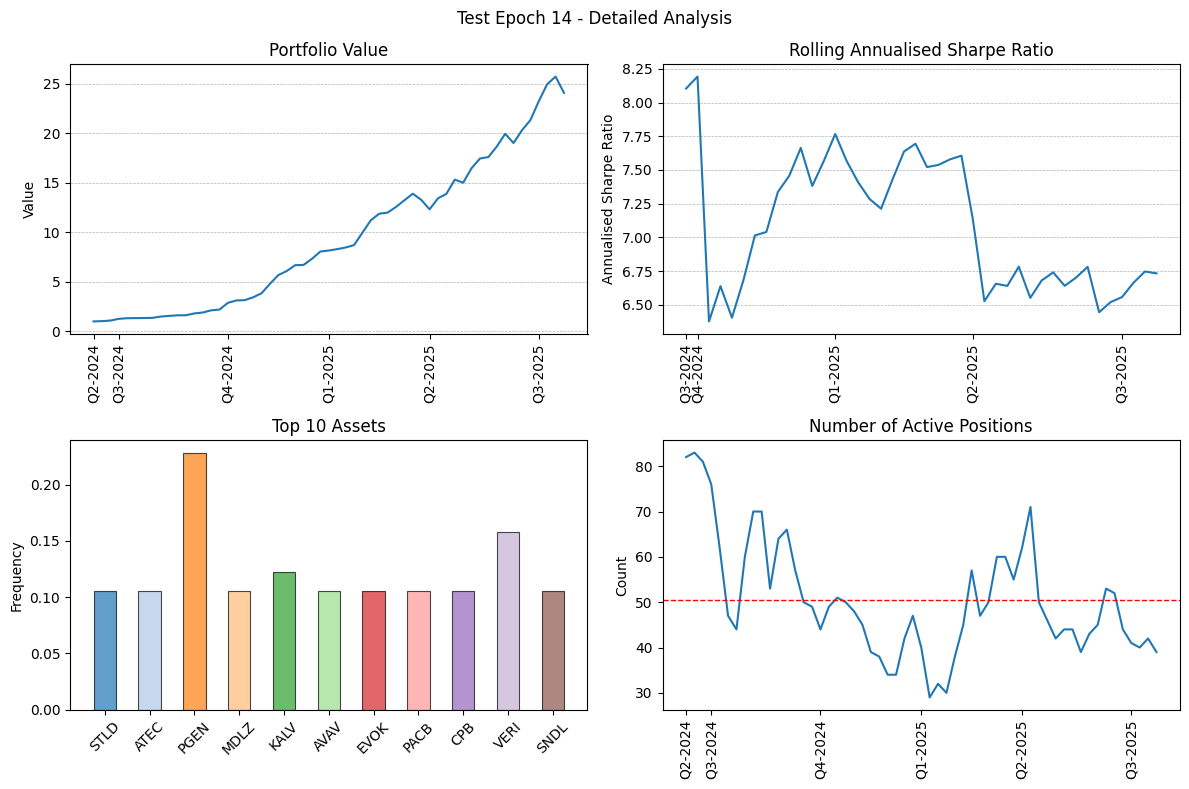 Test Epoch 14 - Detailed Analysis
Portfolio Value
Value
25
20
15
10
5
0
Q2-2024
Q3-2024
Q4-2024
Q1-2025
Q2-2025
Q3-2025
Rolling Annualised Sharpe Ratio
Annualised Sharpe Ratio
8.25
8.00
7.75
7.50
7.25
7.00
6.75
6.50
Q3-2024
Q4-2024
Q1-2025
Q2-2025
Q3-2025
Top 10 Assets
Frequency
0.20
0.15
0.10
0.05
0.00
STLD
ATEC
PGEN
MDLZ
KALV
AVAV
EVOK
PACB
CPB
VERI
SNDL
Number of Active Positions
Count
80
70
60
50
40
30
Q2-2024
Q3-2024
Q4-2024
Q1-2025
Q2-2025
Q3-2025